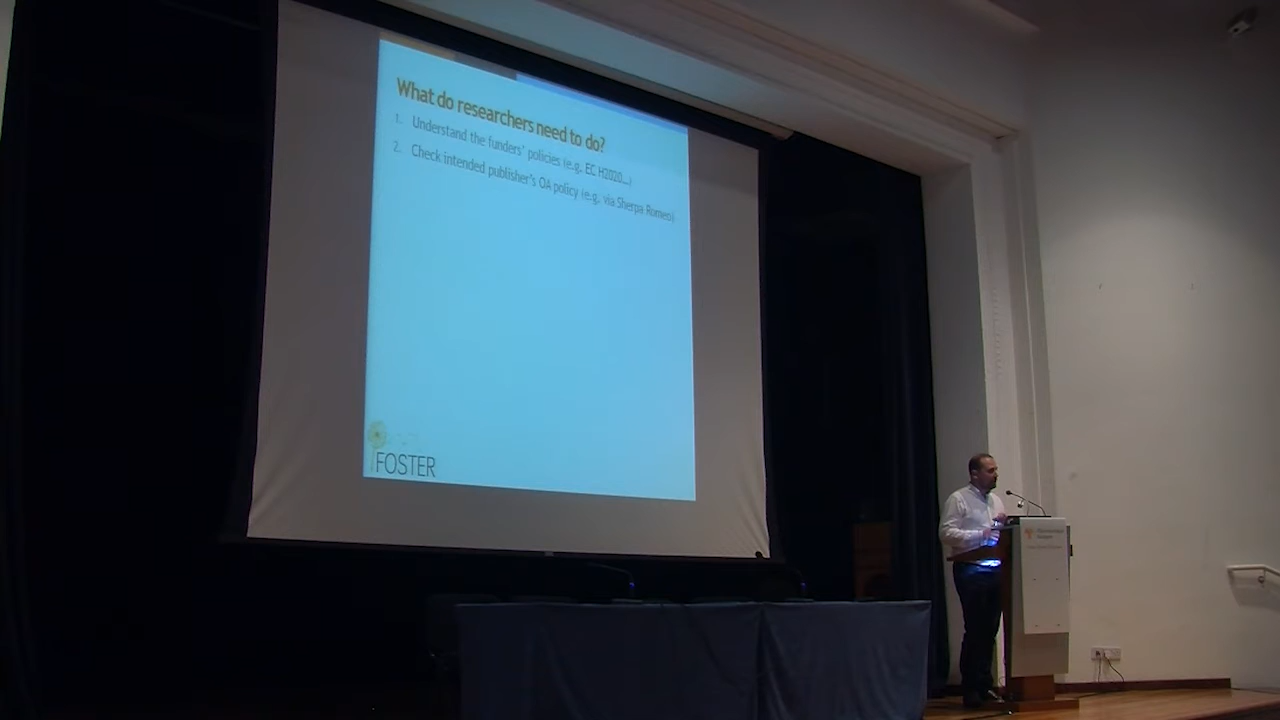 What do researchers need to do?
1. Understand the funders' policies (e.g. EC H2020...)
2. Check intended publisher's OA policy (e.g. via Sherpa Romeo)
FOSTER